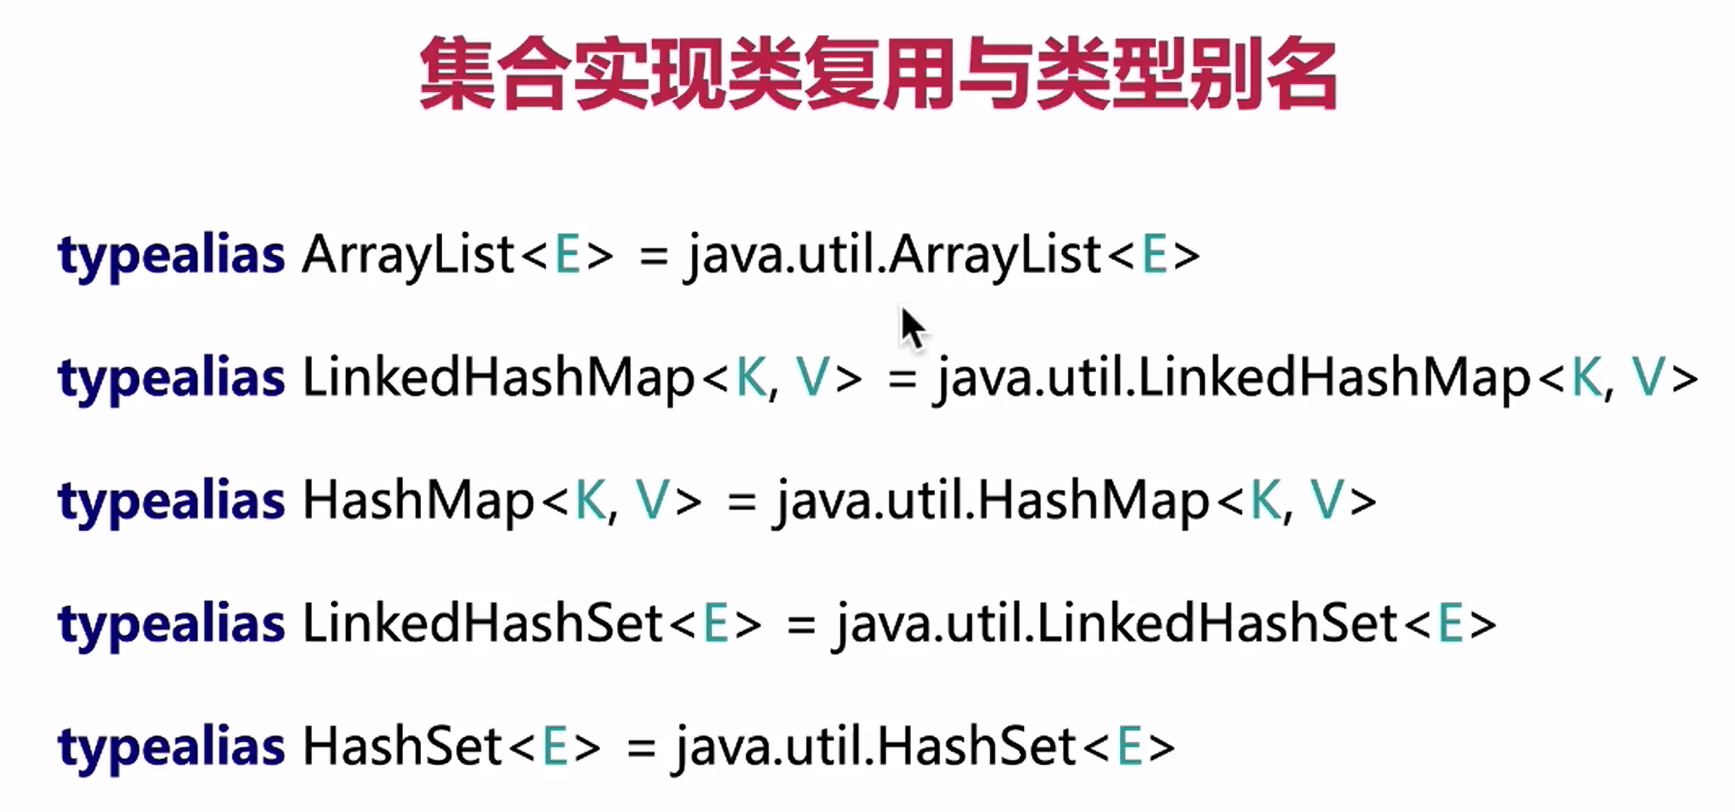 集合实现类复用与类型别名
typealias ArrayList<E> = java.util.ArrayList<E>
typealias LinkedHashMap<K, V> = java.util.LinkedHashMap<K, V>
typealias HashMap<K, V> = java.util.HashMap<K, V>
typealias LinkedHashSet<E> = java.util.LinkedHashSet<E>
typealias HashSet<E> = java.util.HashSet<E>